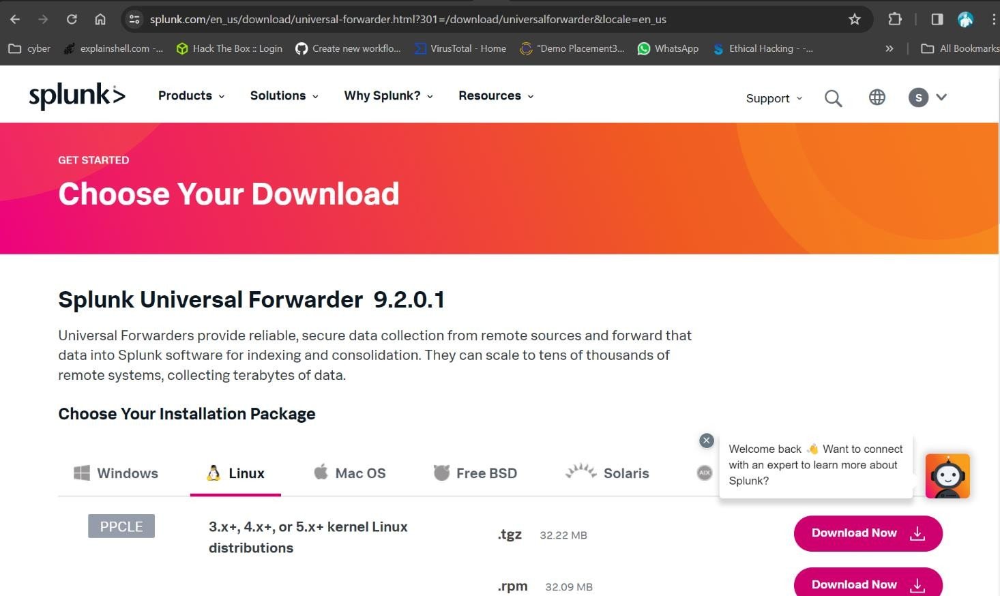 splunk.com/en_us/download/universal-forwarder.html?301=/download/universalforwarder&locale=en_us
cyber explainshell.com -... Hack The Box :: Login Create new workflo... VirusTotal - Home "Demo Placement3... WhatsApp Ethical Hacking - -... » All Bookmarks
splunk> Products Solutions Why Splunk? Resources Support S
GET STARTED
Choose Your Download
Splunk Universal Forwarder 9.2.0.1
Universal Forwarders provide reliable, secure data collection from remote sources and forward that
data into Splunk software for indexing and consolidation. They can scale to tens of thousands of
remote systems, collecting terabytes of data.
Choose Your Installation Package
Welcome back 👋 Want to connect
with an expert to learn more about
Splunk?
Windows Linux Mac OS Free BSD Solaris AIX
PPCLE
3.x+, 4.x+, or 5.x+ kernel Linux
distributions
.tgz 32.22 MB Download Now
.rpm 32.09 MB Download Now